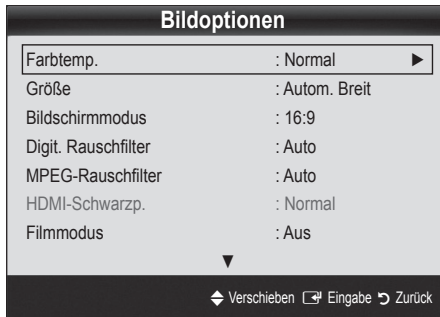 Bildoptionen
Farbtemp. : Normal ►
Größe : Autom. Breit
Bildschirmmodus : 16:9
Digit. Rauschfilter : Auto
MPEG-Rauschfilter : Auto
HDMI-Schwarzp. : Normal
Filmmodus : Aus
▼
Verschieben Eingabe Zurück